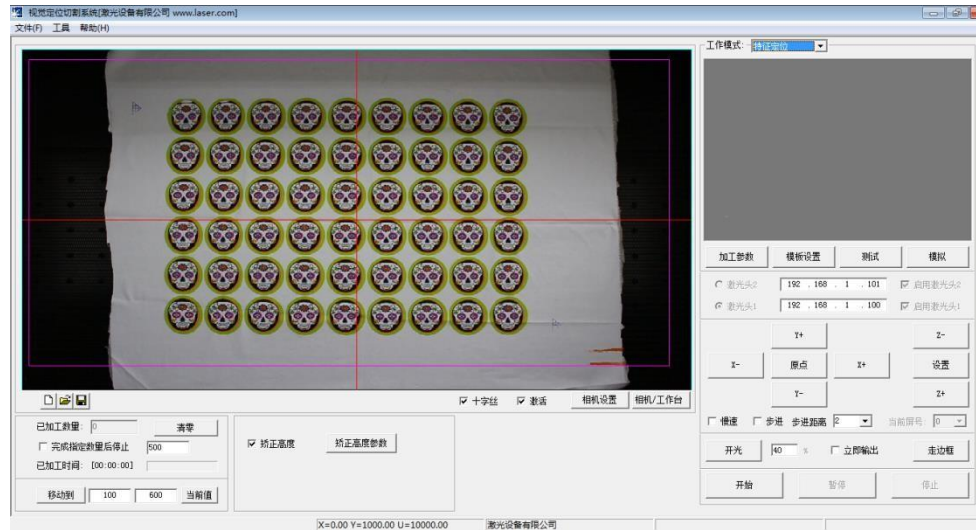 视觉定位切割系统[激光设备有限公司 www.laser.com]
文件(F) 工具 帮助(H)
工作模式: 特征定位
加工参数 模板设置 测试 模拟
激光头2 192 . 168 . 1 . 101 启用激光头2
激光头1 192 . 168 . 1 . 100 启用激光头1
Y+ Z-
X- 原点 X+ 设置
Y- Z+
慢速 步进 步进距离 2 当前屏号: 0
开光 40 % 立即输出 走边框
开始 暂停 停止
十字丝 激活 相机设置 相机/工作台
已加工数量: 0 清零
完成指定数量后停止 500
已加工时间: [00:00:00]
移动到 100 600 当前值
矫正高度 矫正高度参数
X=0.00 Y=1000.00 U=10000.00 激光设备有限公司